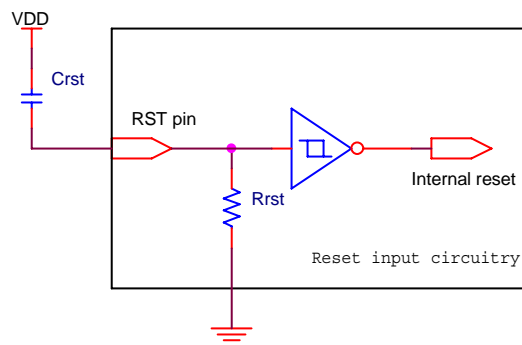 VDD
Crst
RST pin
Rrst
Internal reset
Reset input circuitry